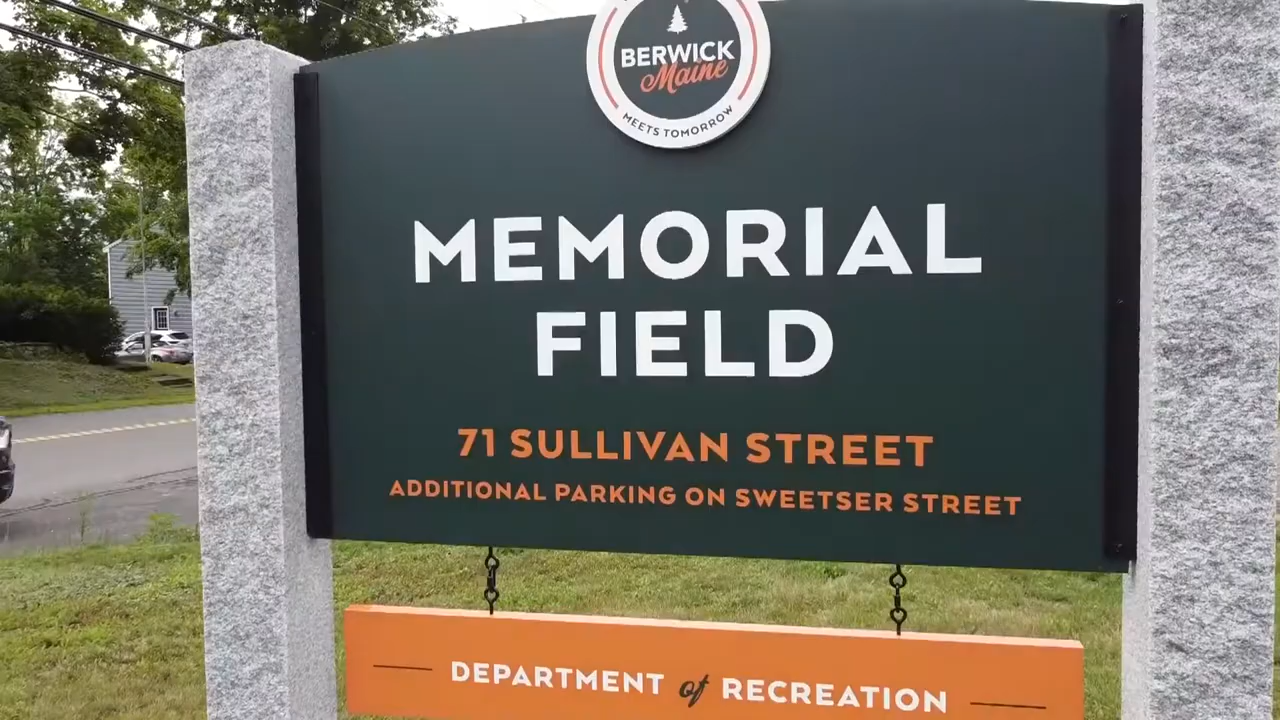 BERWICK
Maine
MEETS TOMORROW
MEMORIAL
FIELD
71 SULLIVAN STREET
ADDITIONAL PARKING ON SWEETSER STREET
DEPARTMENT of RECREATION